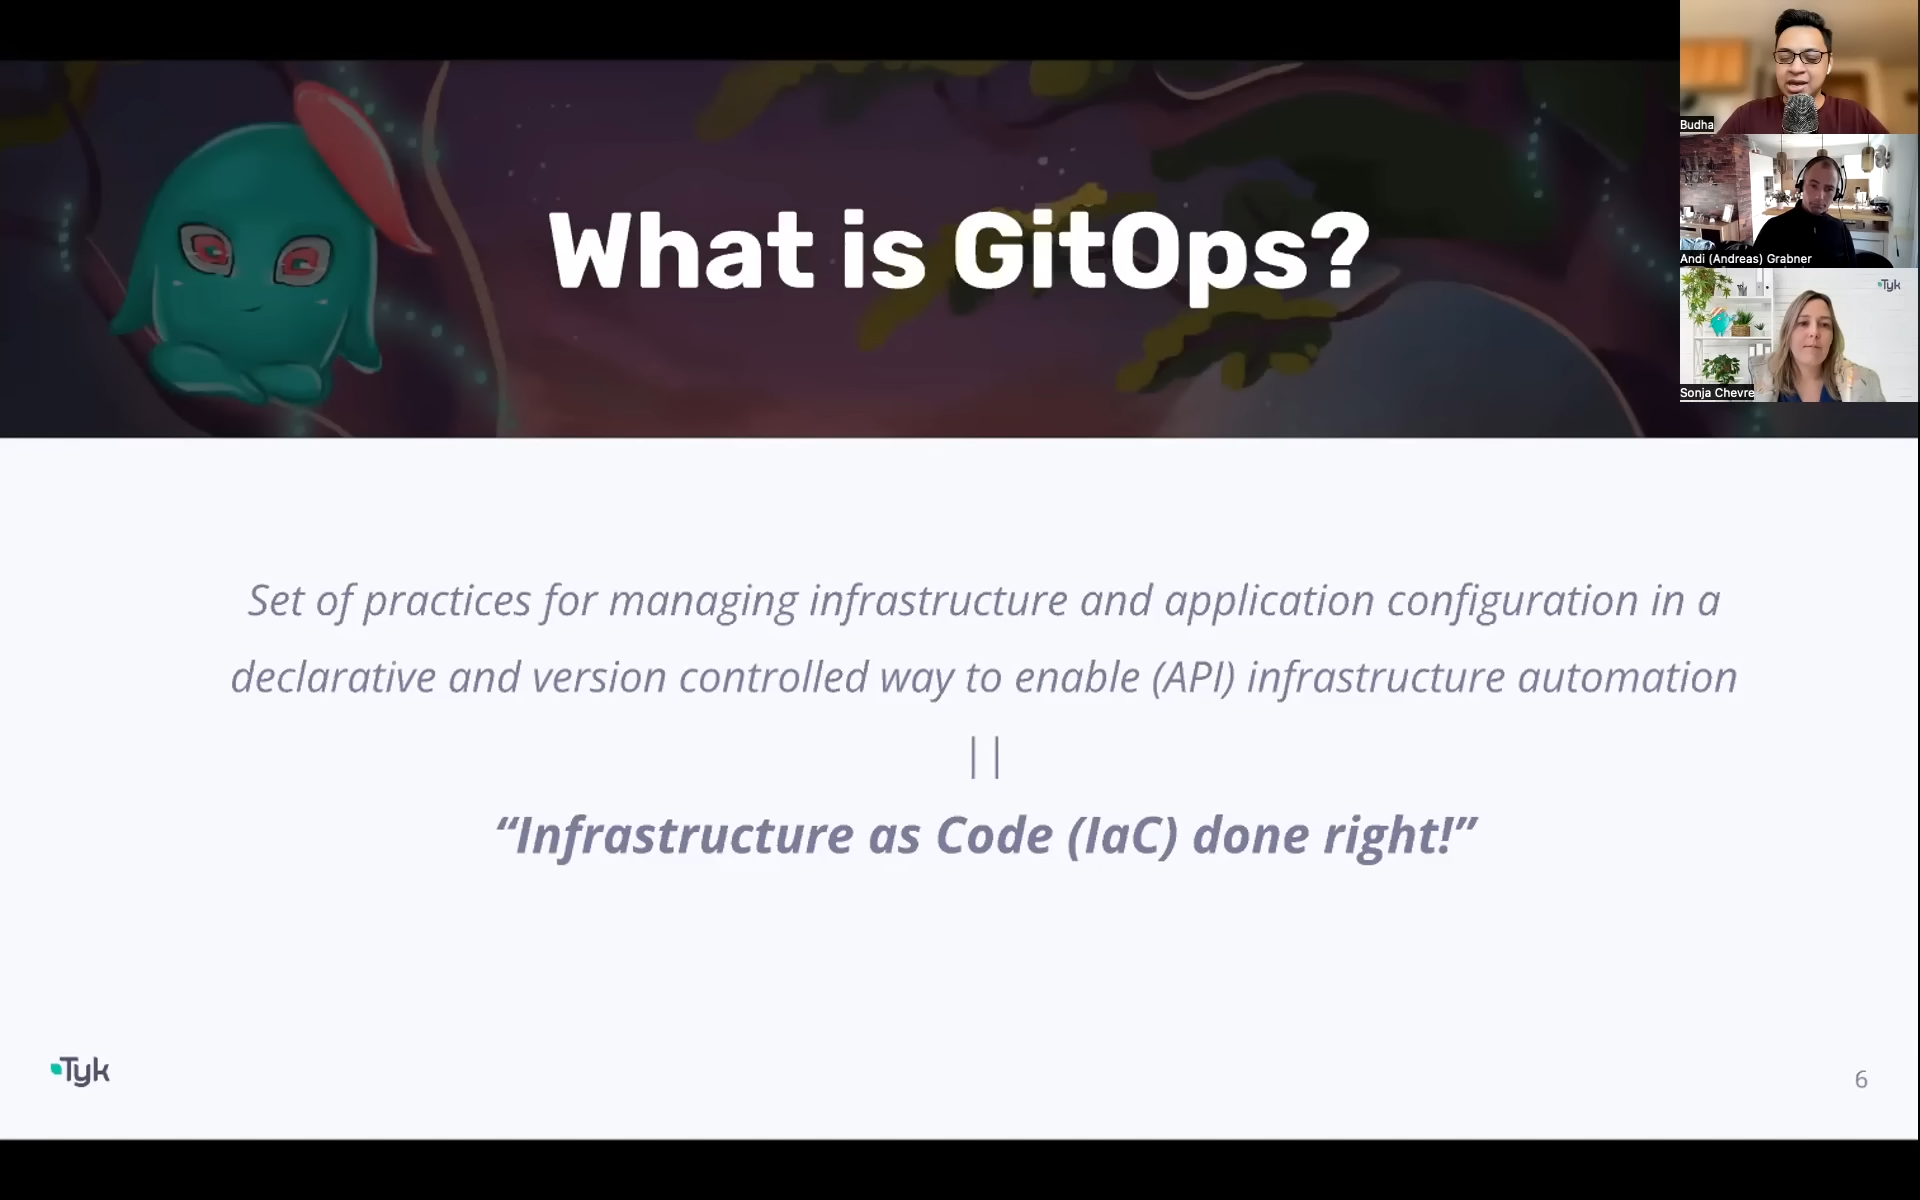 What is GitOps?
Budha
Andi (Andreas) Grabner
Tyk
Sonja Chevre
Set of practices for managing infrastructure and application configuration in a
declarative and version controlled way to enable (API) infrastructure automation
||
“Infrastructure as Code (IaC) done right!”
Tyk
6